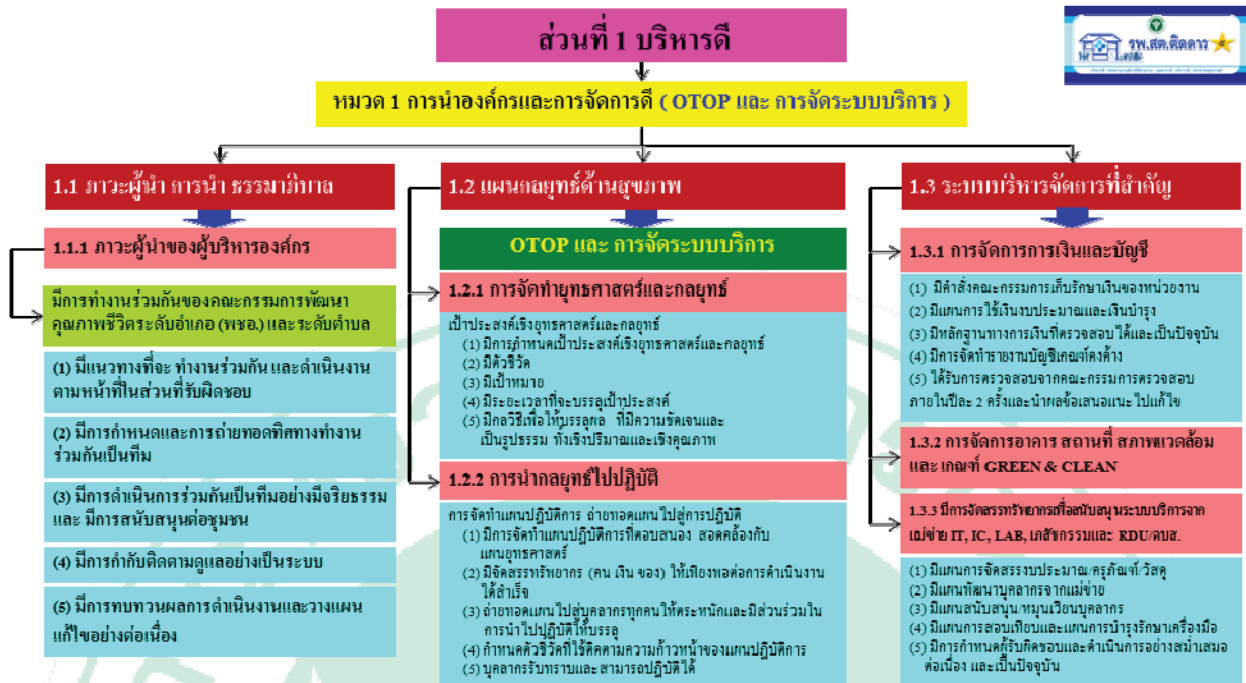 ส่วนที่ 1 บริหารดี
รพ.สต.ติดดาว
หมวด 1 การนำองค์กรและการจัดการดี ( OTOP และ การจัดระบบบริการ )
1.1 ภาวะผู้นำ การนำ ธรรมาภิบาล
1.1.1 ภาวะผู้นำของผู้บริหารองค์กร
มีการทำงานร่วมกันของคณะกรรมการพัฒนา
คุณภาพชีวิตระดับอำเภอ (พชอ.) และระดับตำบล
(1) มีแนวทางที่จะ ทำงานร่วมกัน และดำเนินงาน
ตามหน้าที่ในส่วนที่รับผิดชอบ
(2) มีการกำหนดและการถ่ายทอดทิศทางทำงาน
ร่วมกันเป็นทีม
(3) มีการดำเนินการร่วมกันเป็นทีมอย่างมีจริยธรรม
และ มีการสนับสนุนต่อชุมชน
(4) มีการกำกับติดตามดูแลอย่างเป็นระบบ
(5) มีการทบทวนผลการดำเนินงานและวางแผน
แก้ไขอย่างต่อเนื่อง
1.2 แผนกลยุทธ์ด้านสุขภาพ
OTOP และ การจัดระบบบริการ
1.2.1 การจัดทำยุทธศาสตร์และกลยุทธ์
เป้าประสงค์เชิงยุทธศาสตร์และกลยุทธ์
(1) มีการกำหนดเป้าประสงค์เชิงยุทธศาสตร์และกลยุทธ์
(2) มีตัวชี้วัด
(3) มีเป้าหมาย
(4) มีระยะเวลาที่จะบรรลุเป้าประสงค์
(5) มีกลวิธีเพื่อให้บรรลุผล ที่มีความชัดเจนและ
เป็นรูปธรรม ทั้งเชิงปริมาณและเชิงคุณภาพ
1.2.2 การนำกลยุทธ์ไปปฏิบัติ
การจัดทำแผนปฏิบัติการ ถ่ายทอดแผนไปสู่การปฏิบัติ
(1) มีการจัดทำแผนปฏิบัติการที่ตอบสนอง สอดคล้องกับ
แผนยุทธศาสตร์
(2) มีจัดสรรทรัพยากร (คน เงิน ของ) ให้เพียงพอต่อการดำเนินงาน
ได้สำเร็จ
(3) ถ่ายทอดแผนไปสู่บุคลากรทุกคนให้ตระหนักและมีส่วนร่วมใน
การนำไปปฏิบัติให้บรรลุ
(4) กำหนดตัวชี้วัดที่ใช้ติดตามความก้าวหน้าของแผนปฏิบัติการ
(5) บุคลากรรับทราบและ สามารถปฏิบัติได้
1.3 ระบบบริหารจัดการที่สำคัญ
1.3.1 การจัดการการเงินและบัญชี
(1) มีคำสั่งคณะกรรมการเก็บรักษาเงินของหน่วยงาน
(2) มีแผนการใช้เงินงบประมาณและเงินบำรุง
(3) มีหลักฐานทางการเงินที่ตรวจสอบได้และเป็นปัจจุบัน
(4) มีการจัดทำรายงานบัญชีเกณฑ์คงค้าง
(5) ได้รับการตรวจสอบจากคณะกรรมการตรวจสอบ
ภายในปีละ 2 ครั้งและนำผลข้อเสนอแนะไปแก้ไข
1.3.2 การจัดการอาคาร สถานที่ สภาพแวดล้อม
และ เกณฑ์ GREEN & CLEAN
1.3.3 มีการจัดสรรทรัพยากรเพื่อสนับสนุนระบบบริการจาก
แม่ข่าย IT, IC, LAB, เภสัชกรรมและ RDU/คบส.
(1) มีแผนการจัดสรรงบประมาณ/ครุภัณฑ์/วัสดุ
(2) มีแผนพัฒนาบุคลากรจากแม่ข่าย
(3) มีแผนสนับสนุน/หมุนเวียนบุคลากร
(4) มีแผนการสอบเทียบและแผนการบำรุงรักษาเครื่องมือ
(5) มีการกำหนดผู้รับผิดชอบและดำเนินการอย่างสม่ำเสมอ
ต่อเนื่อง และเป็นปัจจุบัน